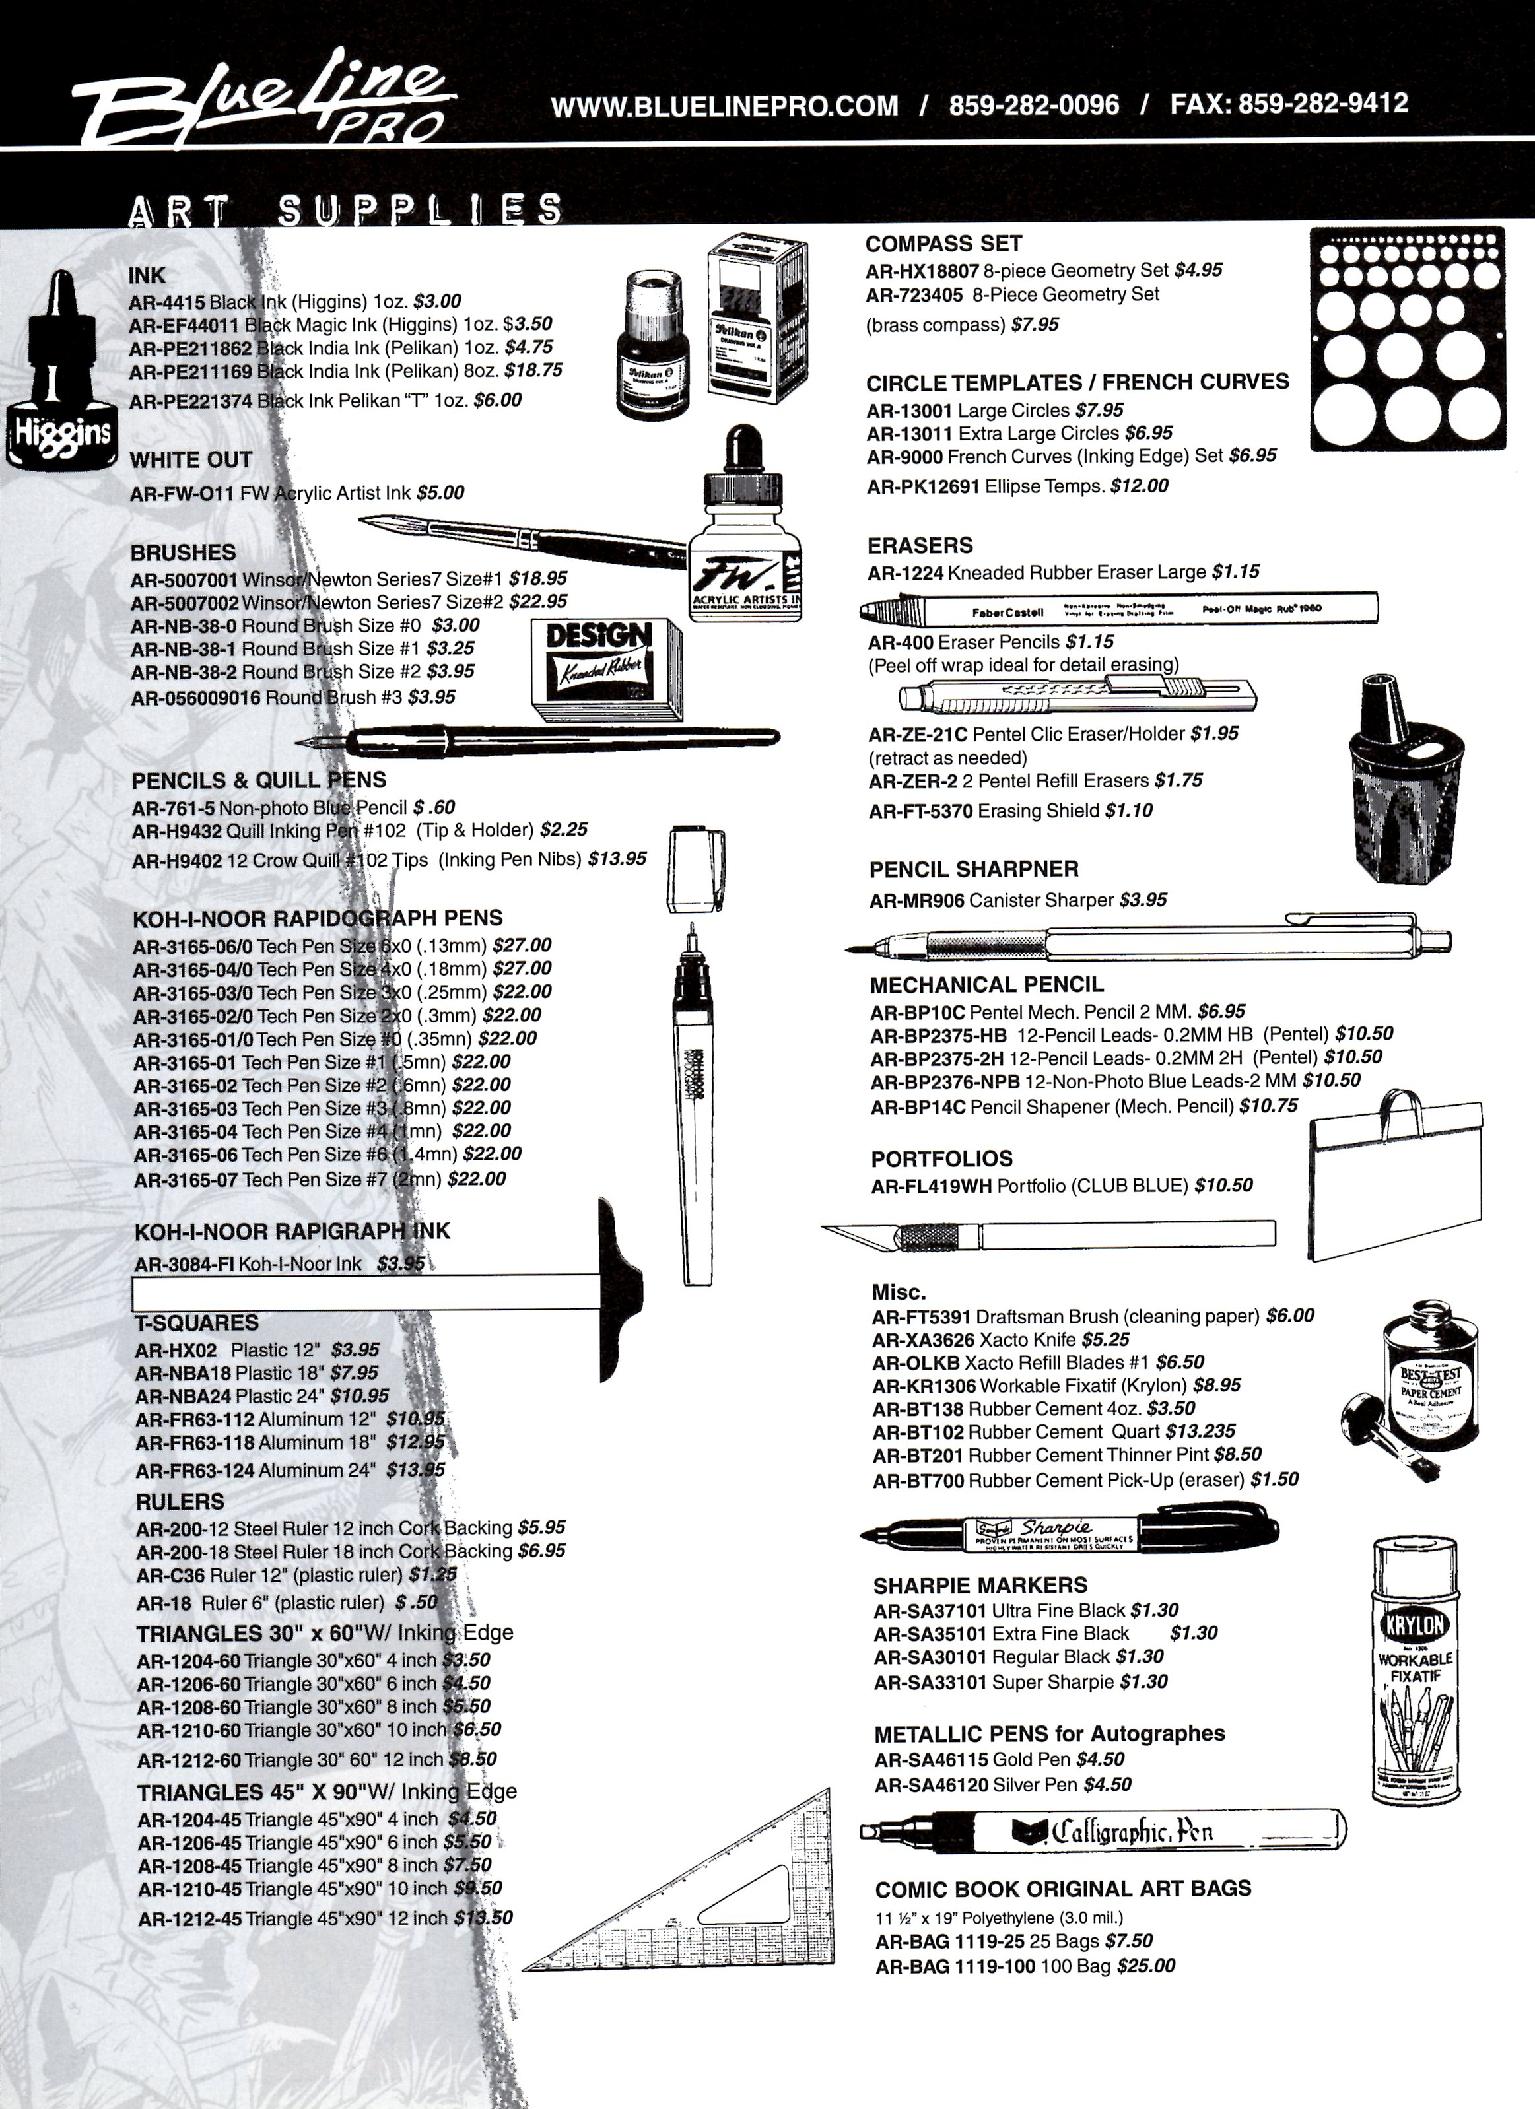 Blue Line PRO
WWW.BLUELINEPRO.COM / 859-282-0096 / FAX: 859-282-9412
ART SUPPLIES
Higgins
INK
AR-4415 Black Ink (Higgins) 1oz. $3.00
AR-EF44011 Black Magic Ink (Higgins) 1oz. $3.50
AR-PE211862 Black India Ink (Pelikan) 1oz. $4.75
AR-PE211169 Black India Ink (Pelikan) 8oz. $18.75
AR-PE221374 Black Ink Pelikan "T" 1oz. $6.00
Pelikan
DRAWING INK A
Pelikan
DRAWING INK A
WHITE OUT
AR-FW-O11 FW Acrylic Artist Ink $5.00
FW.
ACRYLIC ARTISTS IN
BRUSHES
AR-5007001 Winsor/Newton Series7 Size#1 $18.95
AR-5007002 Winsor/Newton Series7 Size#2 $22.95
AR-NB-38-0 Round Brush Size #0 $3.00
AR-NB-38-1 Round Brush Size #1 $3.25
AR-NB-38-2 Round Brush Size #2 $3.95
AR-056009016 Round Brush #3 $3.95
DESIGN
Kneaded Rubber
1224
PENCILS & QUILL PENS
AR-761-5 Non-photo Blue Pencil $ .60
AR-H9432 Quill Inking Pen #102 (Tip & Holder) $2.25
AR-H9402 12 Crow Quill #102 Tips (Inking Pen Nibs) $13.95
KOH-I-NOOR RAPIDOGRAPH PENS
AR-3165-06/0 Tech Pen Size 6x0 (.13mm) $27.00
AR-3165-04/0 Tech Pen Size 4x0 (.18mm) $27.00
AR-3165-03/0 Tech Pen Size 3x0 (.25mm) $22.00
AR-3165-02/0 Tech Pen Size 2x0 (.3mm) $22.00
AR-3165-01/0 Tech Pen Size #0 (.35mn) $22.00
AR-3165-01 Tech Pen Size #1 (.5mn) $22.00
AR-3165-02 Tech Pen Size #2 (.6mn) $22.00
AR-3165-03 Tech Pen Size #3 (.8mn) $22.00
AR-3165-04 Tech Pen Size #4 (1mn) $22.00
AR-3165-06 Tech Pen Size #6 (1.4mn) $22.00
AR-3165-07 Tech Pen Size #7 (2mn) $22.00
KOH-I-NOOR RAPIGRAPH INK
AR-3084-FI Koh-I-Noor Ink $3.95
T-SQUARES
AR-HX02 Plastic 12" $3.95
AR-NBA18 Plastic 18" $7.95
AR-NBA24 Plastic 24" $10.95
AR-FR63-112 Aluminum 12" $10.95
AR-FR63-118 Aluminum 18" $12.95
AR-FR63-124 Aluminum 24" $13.95
RULERS
AR-200-12 Steel Ruler 12 inch Cork Backing $5.95
AR-200-18 Steel Ruler 18 inch Cork Backing $6.95
AR-C36 Ruler 12" (plastic ruler) $1.25
AR-18 Ruler 6" (plastic ruler) $ .50
TRIANGLES 30" x 60"W/ Inking Edge
AR-1204-60 Triangle 30"x60" 4 inch $3.50
AR-1206-60 Triangle 30"x60" 6 inch $4.50
AR-1208-60 Triangle 30"x60" 8 inch $5.50
AR-1210-60 Triangle 30"x60" 10 inch $6.50
AR-1212-60 Triangle 30" 60" 12 inch $8.50
TRIANGLES 45" X 90"W/ Inking Edge
AR-1204-45 Triangle 45"x90" 4 inch $4.50
AR-1206-45 Triangle 45"x90" 6 inch $5.50
AR-1208-45 Triangle 45"x90" 8 inch $7.50
AR-1210-45 Triangle 45"x90" 10 inch $9.50
AR-1212-45 Triangle 45"x90" 12 inch $13.50
COMPASS SET
AR-HX18807 8-piece Geometry Set $4.95
AR-723405 8-Piece Geometry Set
(brass compass) $7.95
CIRCLE TEMPLATES / FRENCH CURVES
AR-13001 Large Circles $7.95
AR-13011 Extra Large Circles $6.95
AR-9000 French Curves (Inking Edge) Set $6.95
AR-PK12691 Ellipse Temps. $12.00
ERASERS
AR-1224 Kneaded Rubber Eraser Large $1.15
FaberCastell
Peel-Off Magic Rub 1960
AR-400 Eraser Pencils $1.15
(Peel off wrap ideal for detail erasing)
AR-ZE-21C Pentel Clic Eraser/Holder $1.95
(retract as needed)
AR-ZER-2 2 Pentel Refill Erasers $1.75
AR-FT-5370 Erasing Shield $1.10
PENCIL SHARPNER
AR-MR906 Canister Sharper $3.95
MECHANICAL PENCIL
AR-BP10C Pentel Mech. Pencil 2 MM. $6.95
AR-BP2375-HB 12-Pencil Leads- 0.2MM HB (Pentel) $10.50
AR-BP2375-2H 12-Pencil Leads- 0.2MM 2H (Pentel) $10.50
AR-BP2376-NPB 12-Non-Photo Blue Leads-2 MM $10.50
AR-BP14C Pencil Shapener (Mech. Pencil) $10.75
PORTFOLIOS
AR-FL419WH Portfolio (CLUB BLUE) $10.50
Misc.
AR-FT5391 Draftsman Brush (cleaning paper) $6.00
AR-XA3626 Xacto Knife $5.25
AR-OLKB Xacto Refill Blades #1 $6.50
AR-KR1306 Workable Fixatif (Krylon) $8.95
AR-BT138 Rubber Cement 4oz. $3.50
AR-BT102 Rubber Cement Quart $13.235
AR-BT201 Rubber Cement Thinner Pint $8.50
AR-BT700 Rubber Cement Pick-Up (eraser) $1.50
BEST-TEST
PAPER CEMENT
Sharpie
PROVEN PERMANENT ON MOST SURFACES
SHARPIE MARKERS
AR-SA37101 Ultra Fine Black $1.30
AR-SA35101 Extra Fine Black $1.30
AR-SA30101 Regular Black $1.30
AR-SA33101 Super Sharpie $1.30
KRYLON
WORKABLE
FIXATIF
METALLIC PENS for Autographes
AR-SA46115 Gold Pen $4.50
AR-SA46120 Silver Pen $4.50
Calligraphic. Pen
COMIC BOOK ORIGINAL ART BAGS
11 ½" x 19" Polyethylene (3.0 mil.)
AR-BAG 1119-25 25 Bags $7.50
AR-BAG 1119-100 100 Bag $25.00